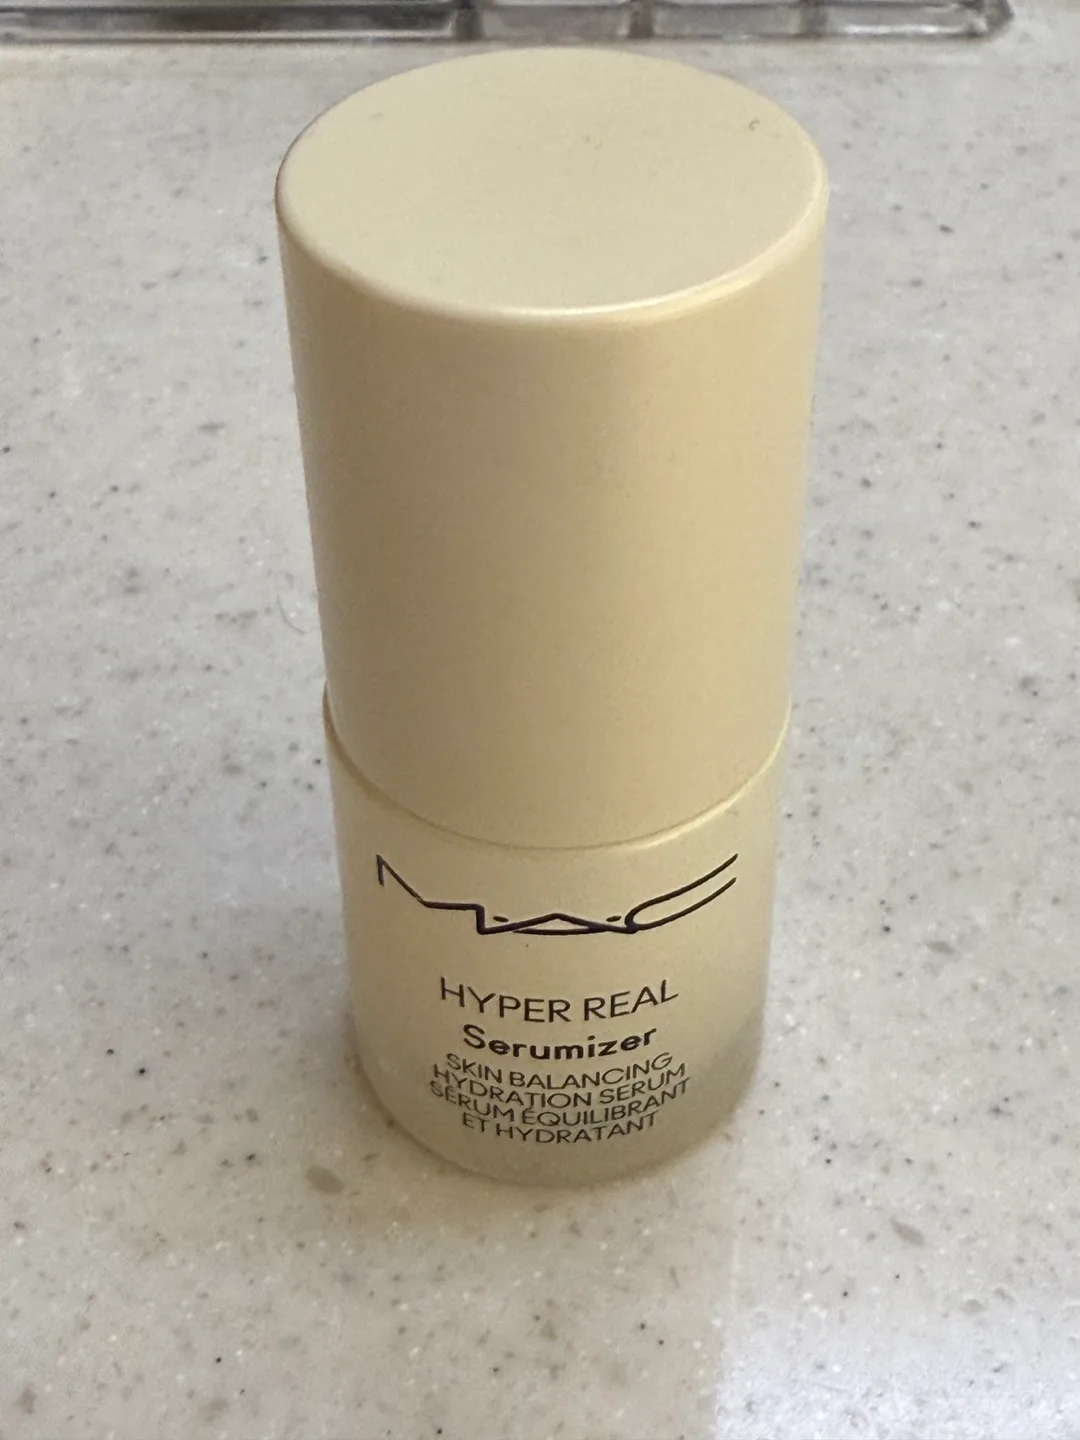 MAC
HYPER REAL
Serumizer
SKIN BALANCING
HYDRATION SERUM
SÉRUM ÉQUILIBRANT
ET HYDRATANT